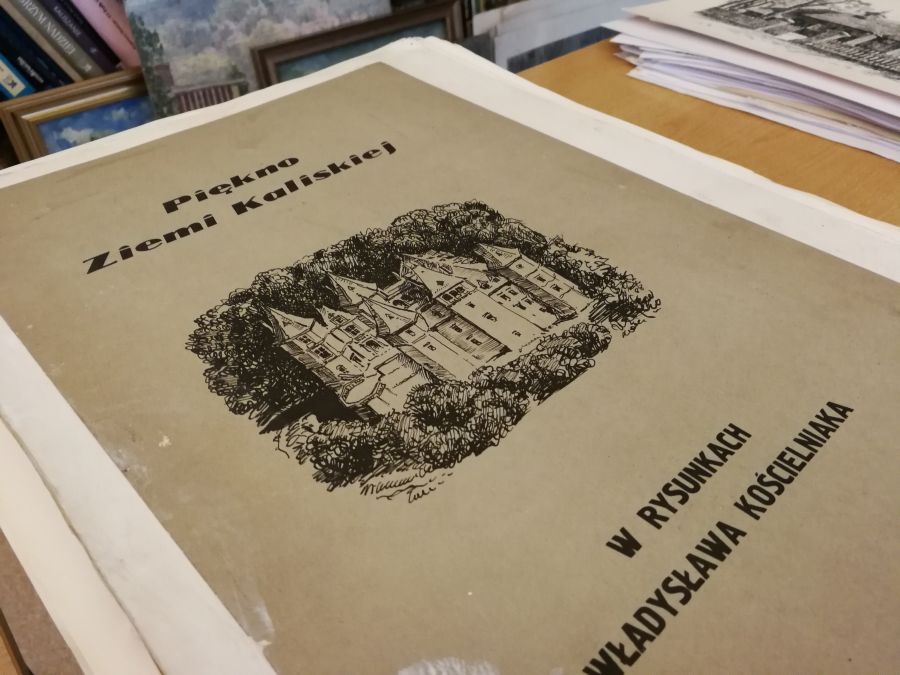 Piękno
Ziemi Kaliskiej
W RYSUNKACH
WŁADYSŁAWA KOŚCIELNIAKA